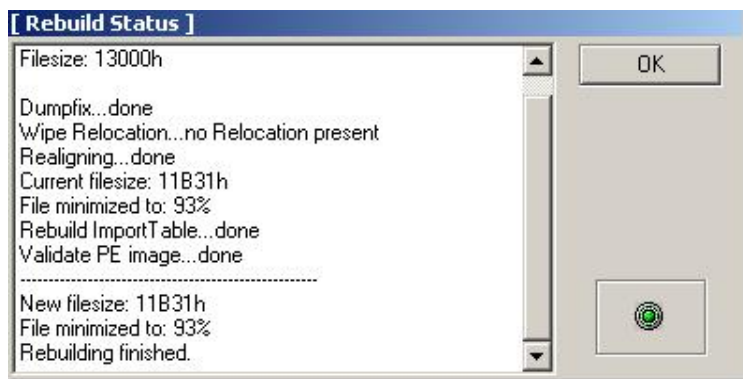 [ Rebuild Status ]
Filesize: 13000h
OK
Dumpfix...done
Wipe Relocation...no Relocation present
Realigning...done
Current filesize: 11B31h
File minimized to: 93%
Rebuild ImportTable...done
Validate PE image...done
------------------------------------------------
New filesize: 11B31h
File minimized to: 93%
Rebuilding finished.